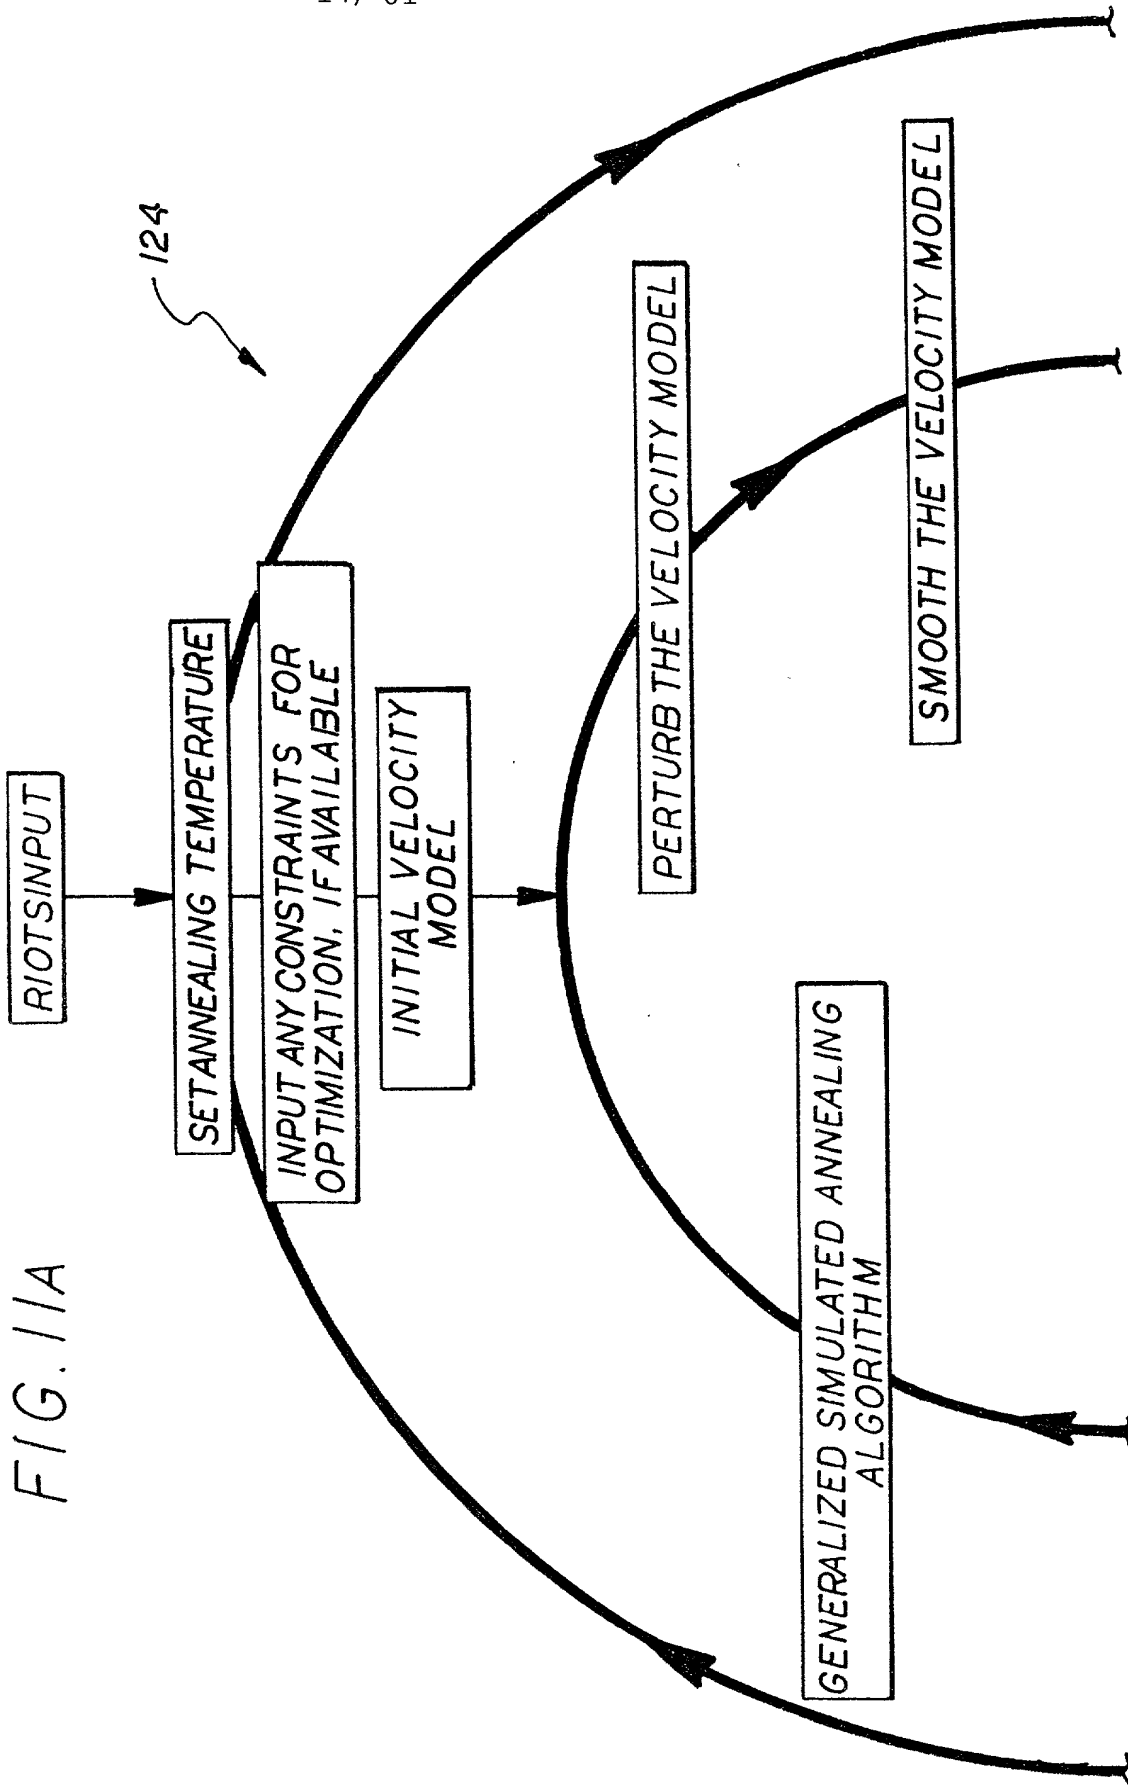 FIG. 11A
RIOTSINPUT
124
SET ANNEALING TEMPERATURE
INPUT ANY CONSTRAINTS FOR
OPTIMIZATION, IF AVAILABLE
INITIAL VELOCITY
MODEL
PERTURB THE VELOCITY MODEL
GENERALIZED SIMULATED ANNEALING
ALGORITHM
SMOOTH THE VELOCITY MODEL